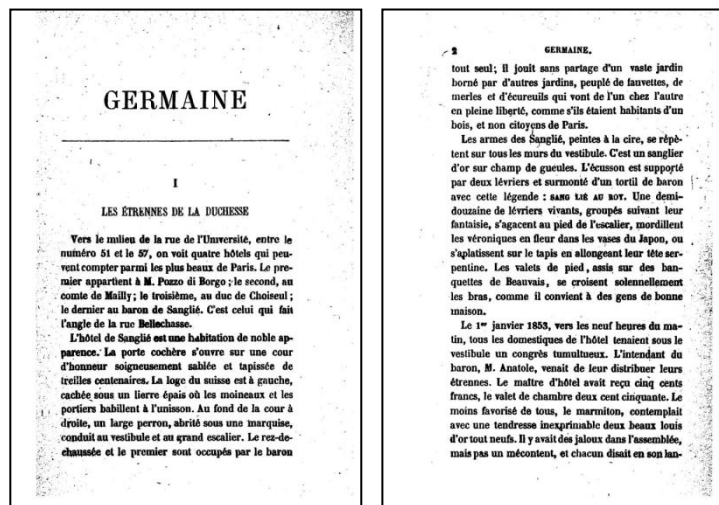 GERMAINE
I
LES ÉTRENNES DE LA DUCHESSE
Vers le milieu de la rue de l'Université, entre le
numéro 51 et le 57, on voit quatre hôtels qui peu-
vent compter parmi les plus beaux de Paris. Le pre-
mier appartient à M. Pozzo di Borgo; le second, au
comte de Mailly; le troisième, au duc de Choiseul;
le dernier au baron de Sanglié. C'est celui qui fait
l'angle de la rue Bellechasse.
L'hôtel de Sanglié est une habitation de noble ap-
parence. La porte cochère s'ouvre sur une cour
d'honneur soigneusement sablée et tapissée de
treilles centenaires. La loge du suisse est à gauche,
cachée sous un lierre épais où les moineaux et les
portiers babillent à l'unisson. Au fond de la cour à
droite, un large perron, abrité sous une marquise,
conduit au vestibule et au grand escalier. Le rez-de-
chaussée et le premier sont occupés par le baron
2 GERMAINE.
tout seul; il jouit sans partage d'un vaste jardin
borné par d'autres jardins, peuplé de fauvettes, de
merles et d'écureuils qui vont de l'un chez l'autre
en pleine liberté, comme s'ils étaient habitants d'un
bois, et non citoyens de Paris.
Les armes des Sanglié, peintes à la cire, se répè-
tent sur tous les murs du vestibule. C'est un sanglier
d'or sur champ de gueules. L'écusson est supporté
par deux lévriers et surmonté d'un tortil de baron
avec cette légende : SANG LIÉ AU ROY. Une demi-
douzaine de lévriers vivants, groupés suivant leur
fantaisie, s'agacent au pied de l'escalier, mordillent
les véroniques en fleur dans les vases du Japon, ou
s'aplatissent sur le tapis en allongeant leur tête ser-
pentine. Les valets de pied, assis sur des ban-
quettes de Beauvais, se croisent solennellement
les bras, comme il convient à des gens de bonne
maison.
Le 1er janvier 1853, vers les neuf heures du ma-
tin, tous les domestiques de l'hôtel tenaient sous le
vestibule un congrès tumultueux. L'intendant du
baron, M. Anatole, venait de leur distribuer leurs
étrennes. Le maître d'hôtel avait reçu cinq cents
francs, le valet de chambre deux cent cinquante. Le
moins favorisé de tous, le marmiton, contemplait
avec une tendresse inexprimable deux beaux louis
d'or tout neufs. Il y avait des jaloux dans l'assemblée,
mais pas un mécontent, et chacun disait en son lan-